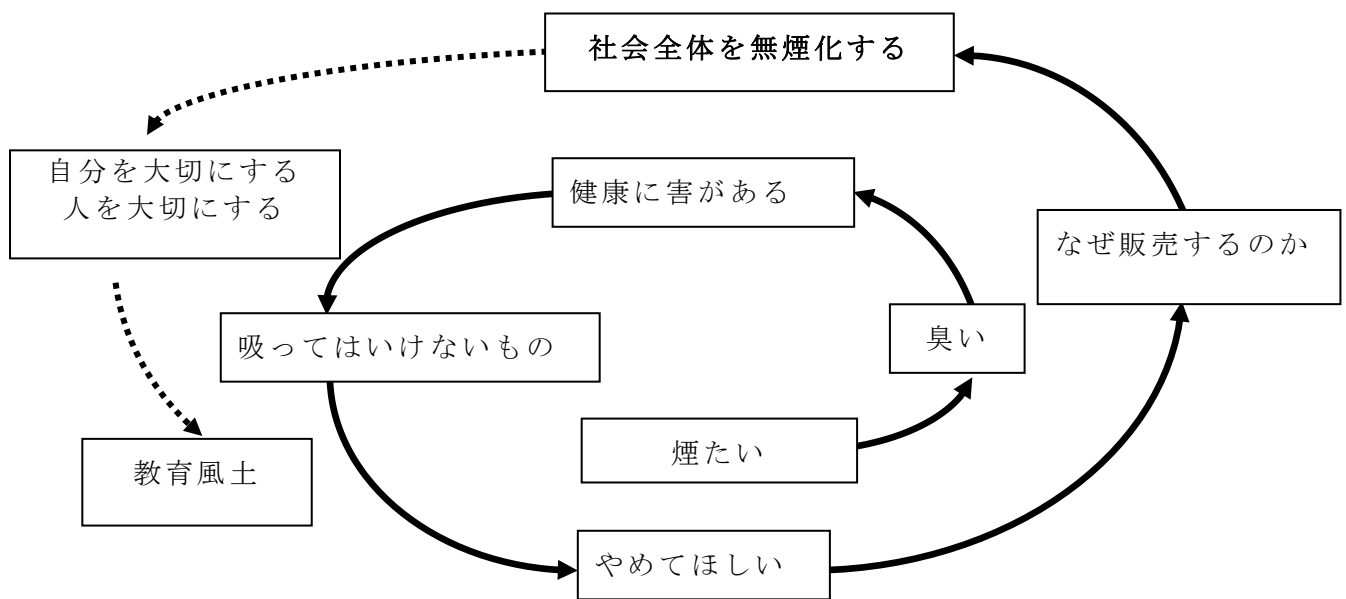 社会全体を無煙化する
自分を大切にする
人を大切にする
健康に害がある
なぜ販売するのか
吸ってはいけないもの
臭い
煙たい
教育風土
やめてほしい